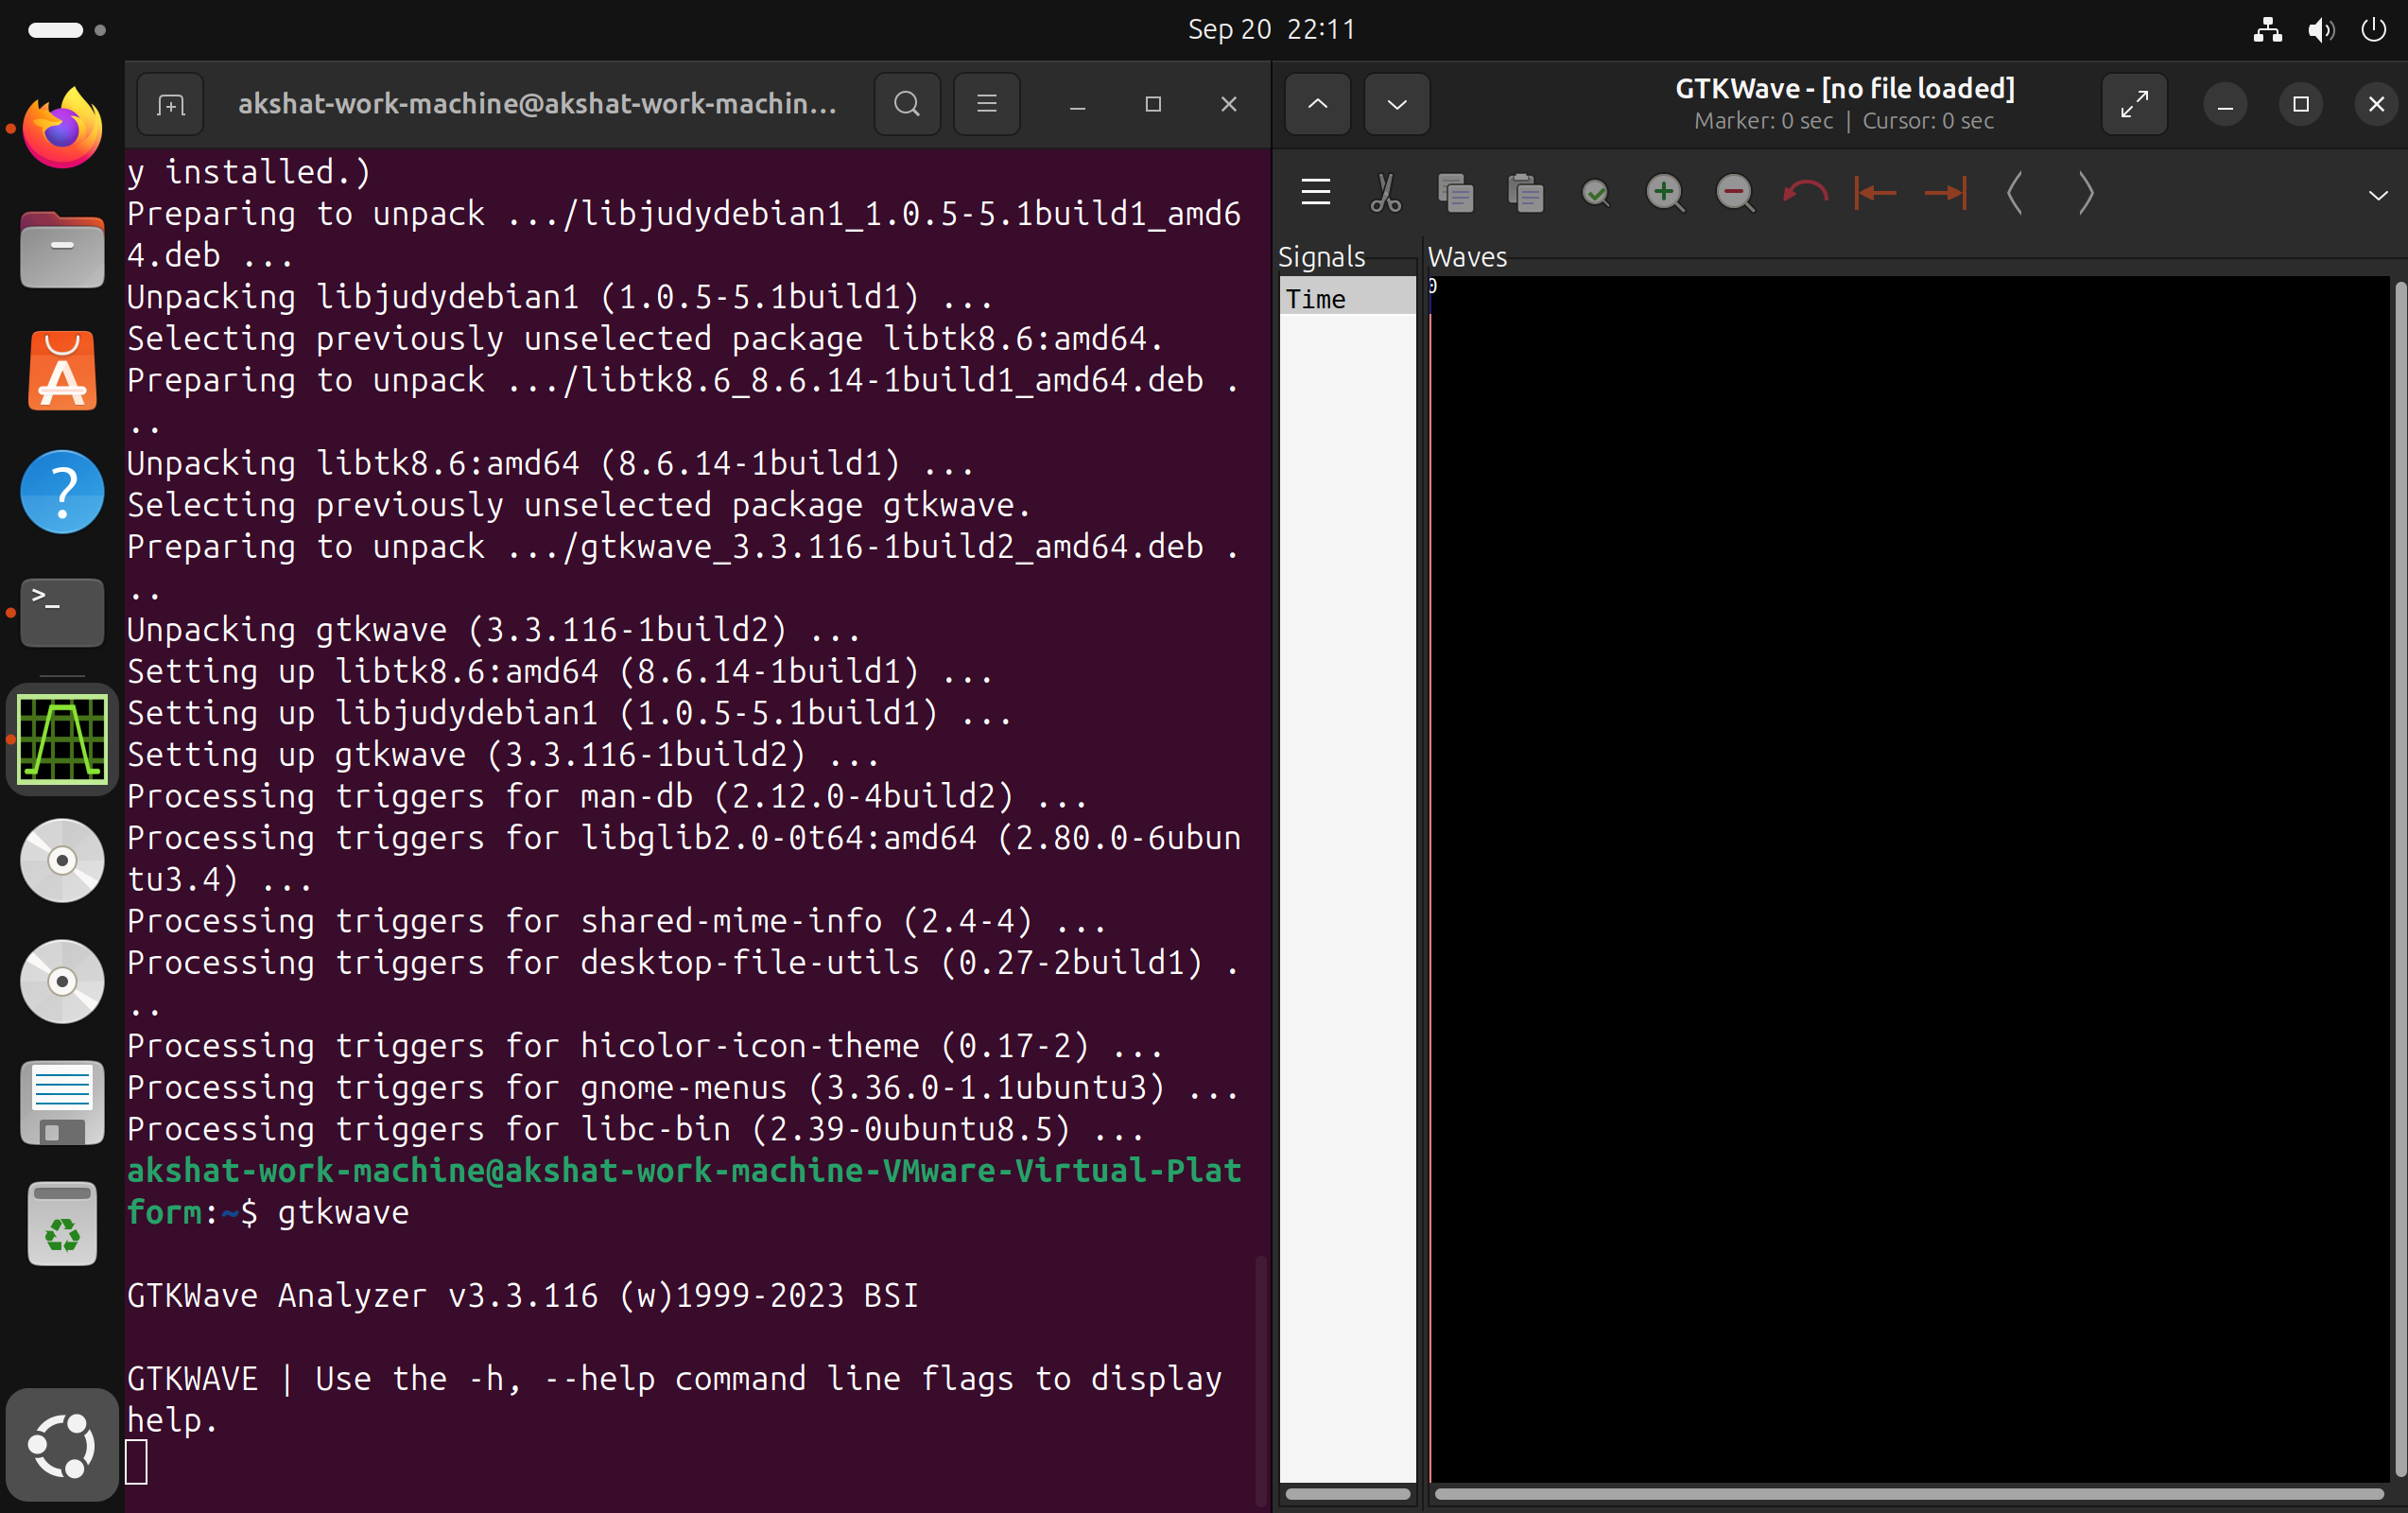 Sep 20  22:11
akshat-work-machine@akshat-work-machin...
y installed.)
Preparing to unpack .../libjudydebian1_1.0.5-5.1build1_amd6
4.deb ...
Unpacking libjudydebian1 (1.0.5-5.1build1) ...
Selecting previously unselected package libtk8.6:amd64.
Preparing to unpack .../libtk8.6_8.6.14-1build1_amd64.deb .
..
Unpacking libtk8.6:amd64 (8.6.14-1build1) ...
Selecting previously unselected package gtkwave.
Preparing to unpack .../gtkwave_3.3.116-1build2_amd64.deb .
..
Unpacking gtkwave (3.3.116-1build2) ...
Setting up libtk8.6:amd64 (8.6.14-1build1) ...
Setting up libjudydebian1 (1.0.5-5.1build1) ...
Setting up gtkwave (3.3.116-1build2) ...
Processing triggers for man-db (2.12.0-4build2) ...
Processing triggers for libglib2.0-0t64:amd64 (2.80.0-6ubun
tu3.4) ...
Processing triggers for shared-mime-info (2.4-4) ...
Processing triggers for desktop-file-utils (0.27-2build1) .
..
Processing triggers for hicolor-icon-theme (0.17-2) ...
Processing triggers for gnome-menus (3.36.0-1.1ubuntu3) ...
Processing triggers for libc-bin (2.39-0ubuntu8.5) ...
akshat-work-machine@akshat-work-machine-VMware-Virtual-Plat
form:~$ gtkwave
GTKWave Analyzer v3.3.116 (w)1999-2023 BSI
GTKWAVE | Use the -h, --help command line flags to display
help.
GTKWave - [no file loaded]
Marker: 0 sec | Cursor: 0 sec
Signals
Waves
Time
0